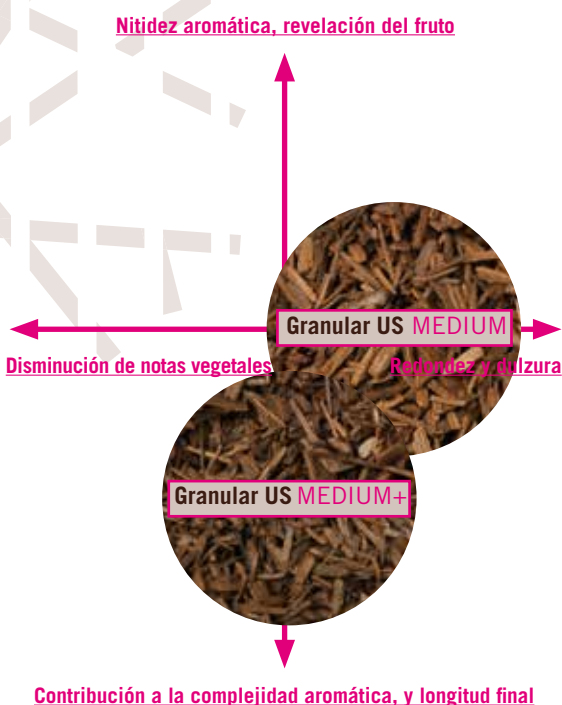 Nitidez aromática, revelación del fruto
Granular US MEDIUM
Disminución de notas vegetales
Redondez y dulzura
Granular US MEDIUM+
Contribución a la complejidad aromática, y longitud final